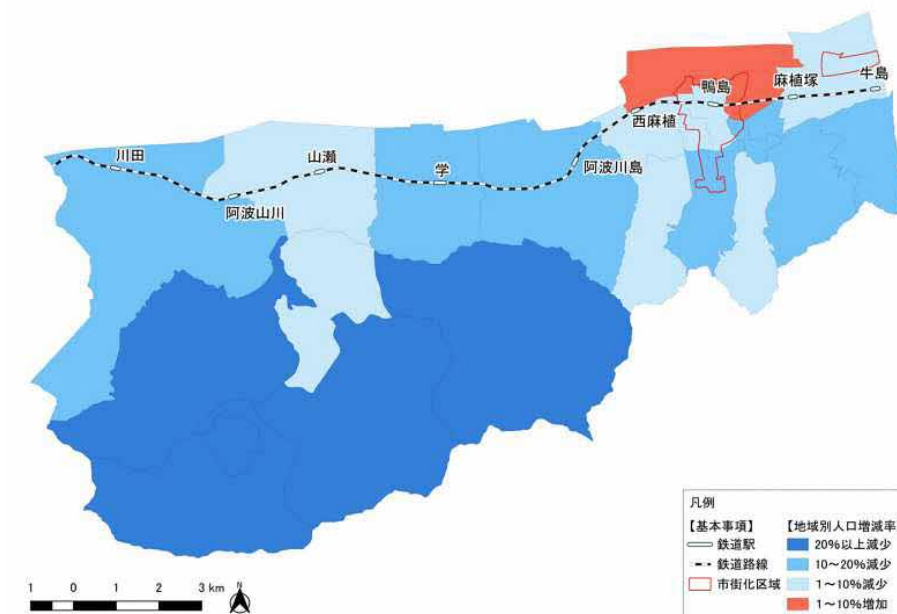 牛島
麻植塚
鴨島
西麻植
川田
山瀬
学
阿波川島
阿波山川
凡例
【基本事項】
鉄道駅
鉄道路線
市街化区域
【地域別人口増減率
20%以上減少
10～20%減少
1～10%減少
1～10%増加
1 0 1 2 3 km
N